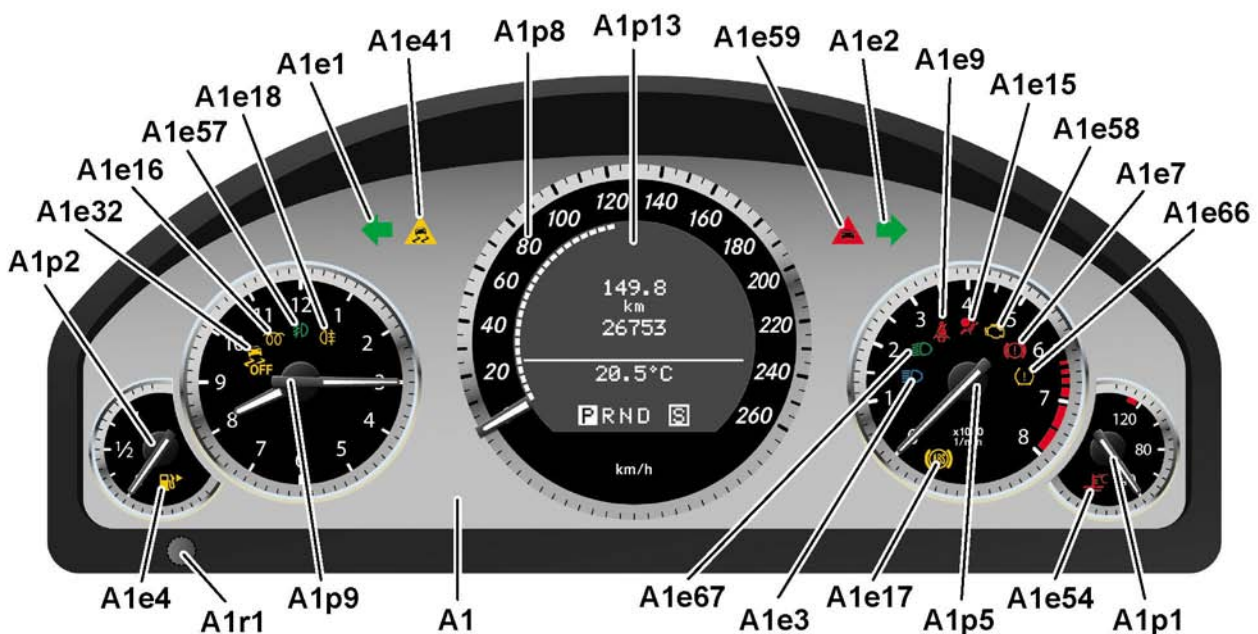 A1e41 A1p8 A1p13 A1e59 A1e2
A1e1 A1e9
A1e18 A1e15
A1e57 A1e58
A1e16 A1e7
A1e32 A1e66
A1p2
20 40 60 80 100 120 140 160 180 200 220 240 260
149.8
km
26753
20.5°C
P R N D S
km/h
12 1 2 3 4 5 6 7 8 9 10 11
OFF
1/2
1 2 3 4 5 6 7 8
x1000
1/min
ABS
120
80
°C
A1e4 A1r1 A1p9 A1 A1e67 A1e3 A1e17 A1p5 A1e54 A1p1